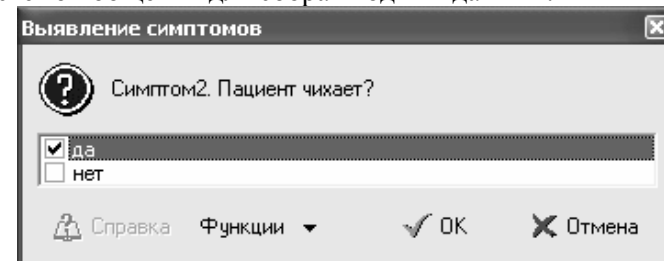 Выявление симптомов
Симптом2. Пациент чихает?
да
нет
Справка Функции OK Отмена